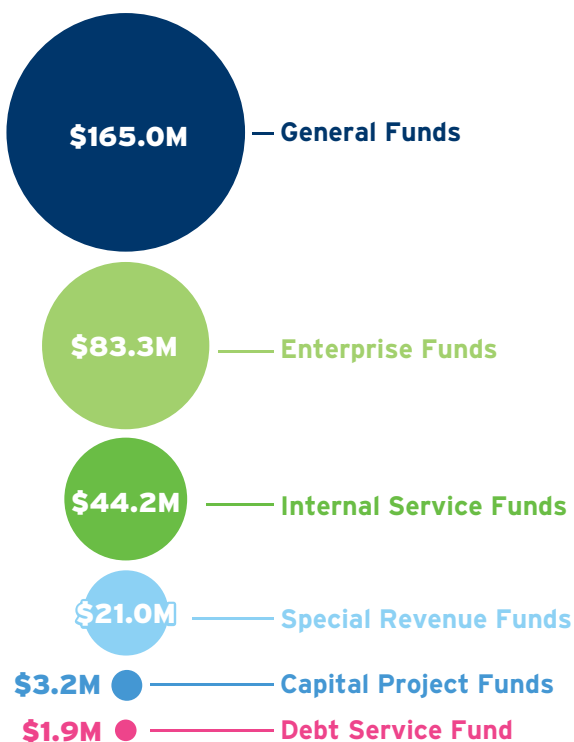 $165.0M General Funds
$83.3M Enterprise Funds
$44.2M Internal Service Funds
$21.0M Special Revenue Funds
$3.2M Capital Project Funds
$1.9M Debt Service Fund